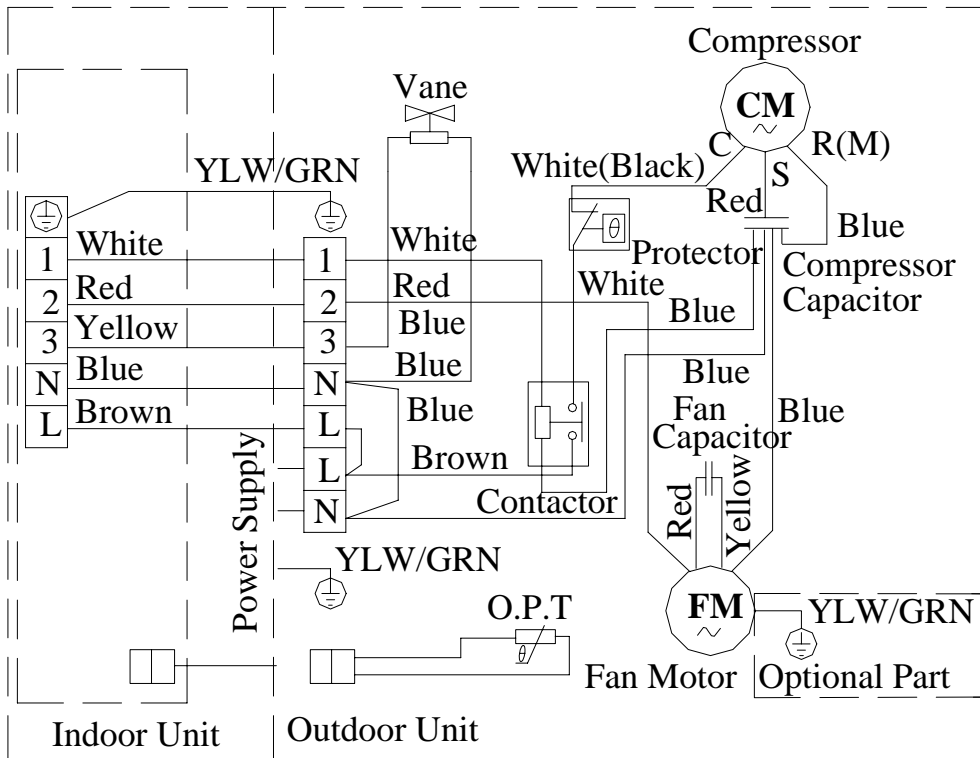 Compressor
Vane
CM
C
R(M)
YLW/GRN
White(Black)
S
Red
1
White
1
White
θ
Protector
Blue
Compressor
Capacitor
2
Red
2
Red
White
3
Yellow
3
Blue
Blue
N
Blue
N
Blue
Blue
L
Brown
L
Blue
Fan
Capacitor
Blue
L
Brown
N
Contactor
Red
Yellow
Power Supply
YLW/GRN
O.P.T
θ
FM
YLW/GRN
Fan Motor
Optional Part
Indoor Unit
Outdoor Unit